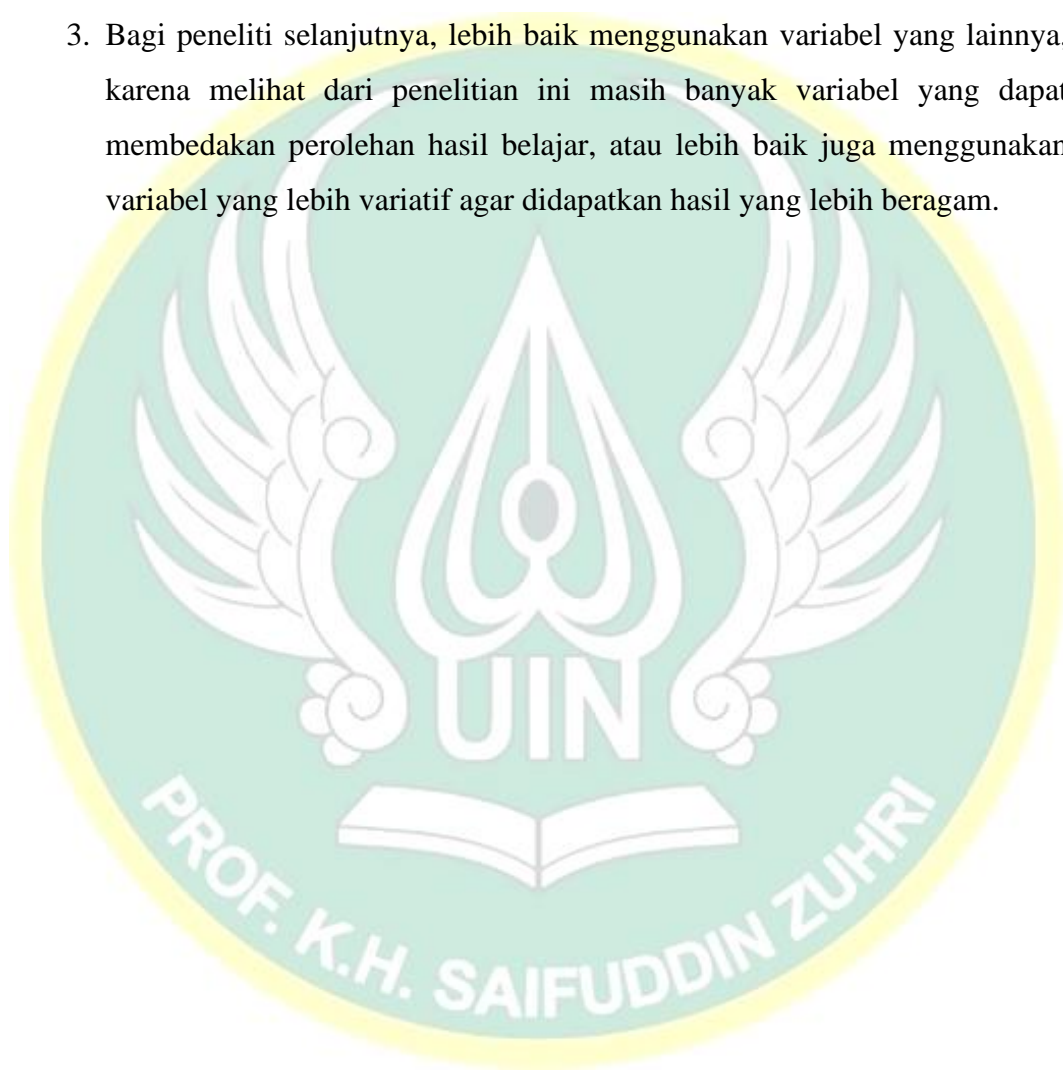 3. Bagi peneliti selanjutnya, lebih baik menggunakan variabel yang lainnya,
karena melihat dari penelitian ini masih banyak variabel yang dapat
membedakan perolehan hasil belajar, atau lebih baik juga menggunakan
variabel yang lebih variatif agar didapatkan hasil yang lebih beragam.
UIN
PROF. K.H. SAIFUDDIN ZUHRI